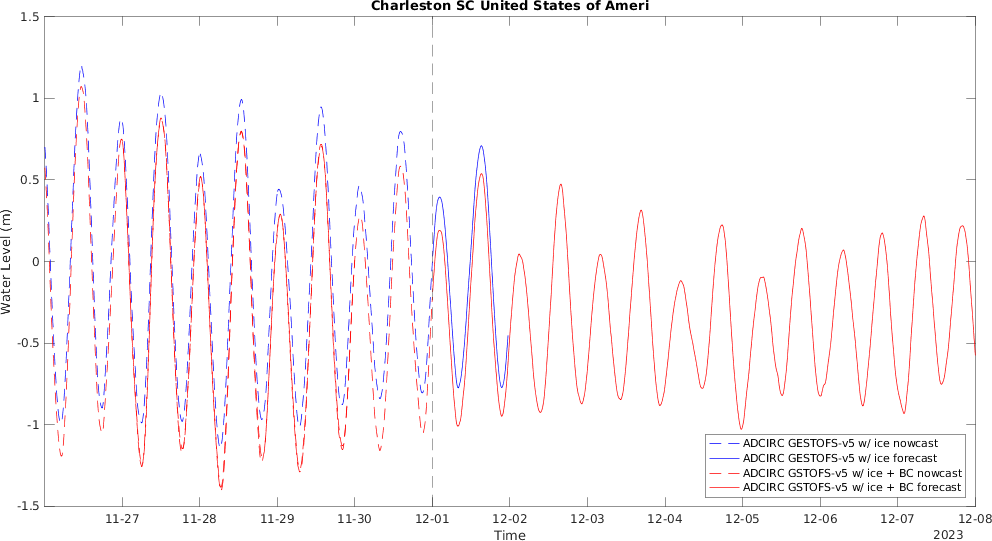 Charleston SC United States of Ameri
1.5
1
0.5
0
-0.5
-1
-1.5
Water Level (m)
ADCIRC GESTOFS-v5 w/ ice nowcast
ADCIRC GESTOFS-v5 w/ ice forecast
ADCIRC GSTOFS-v5 w/ ice + BC nowcast
ADCIRC GSTOFS-v5 w/ ice + BC forecast
11-27 11-28 11-29 11-30 12-01 12-02 12-03 12-04 12-05 12-06 12-07 12-08
Time
2023